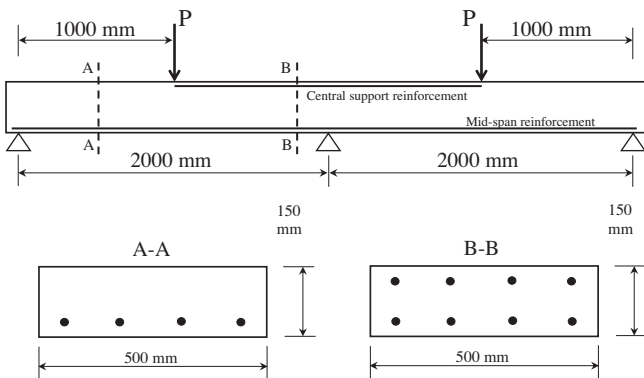 P P
1000 mm 1000 mm
A B
Central support reinforcement
Mid-span reinforcement
A B
2000 mm 2000 mm
150
mm
A-A B-B
150
mm
500 mm 500 mm